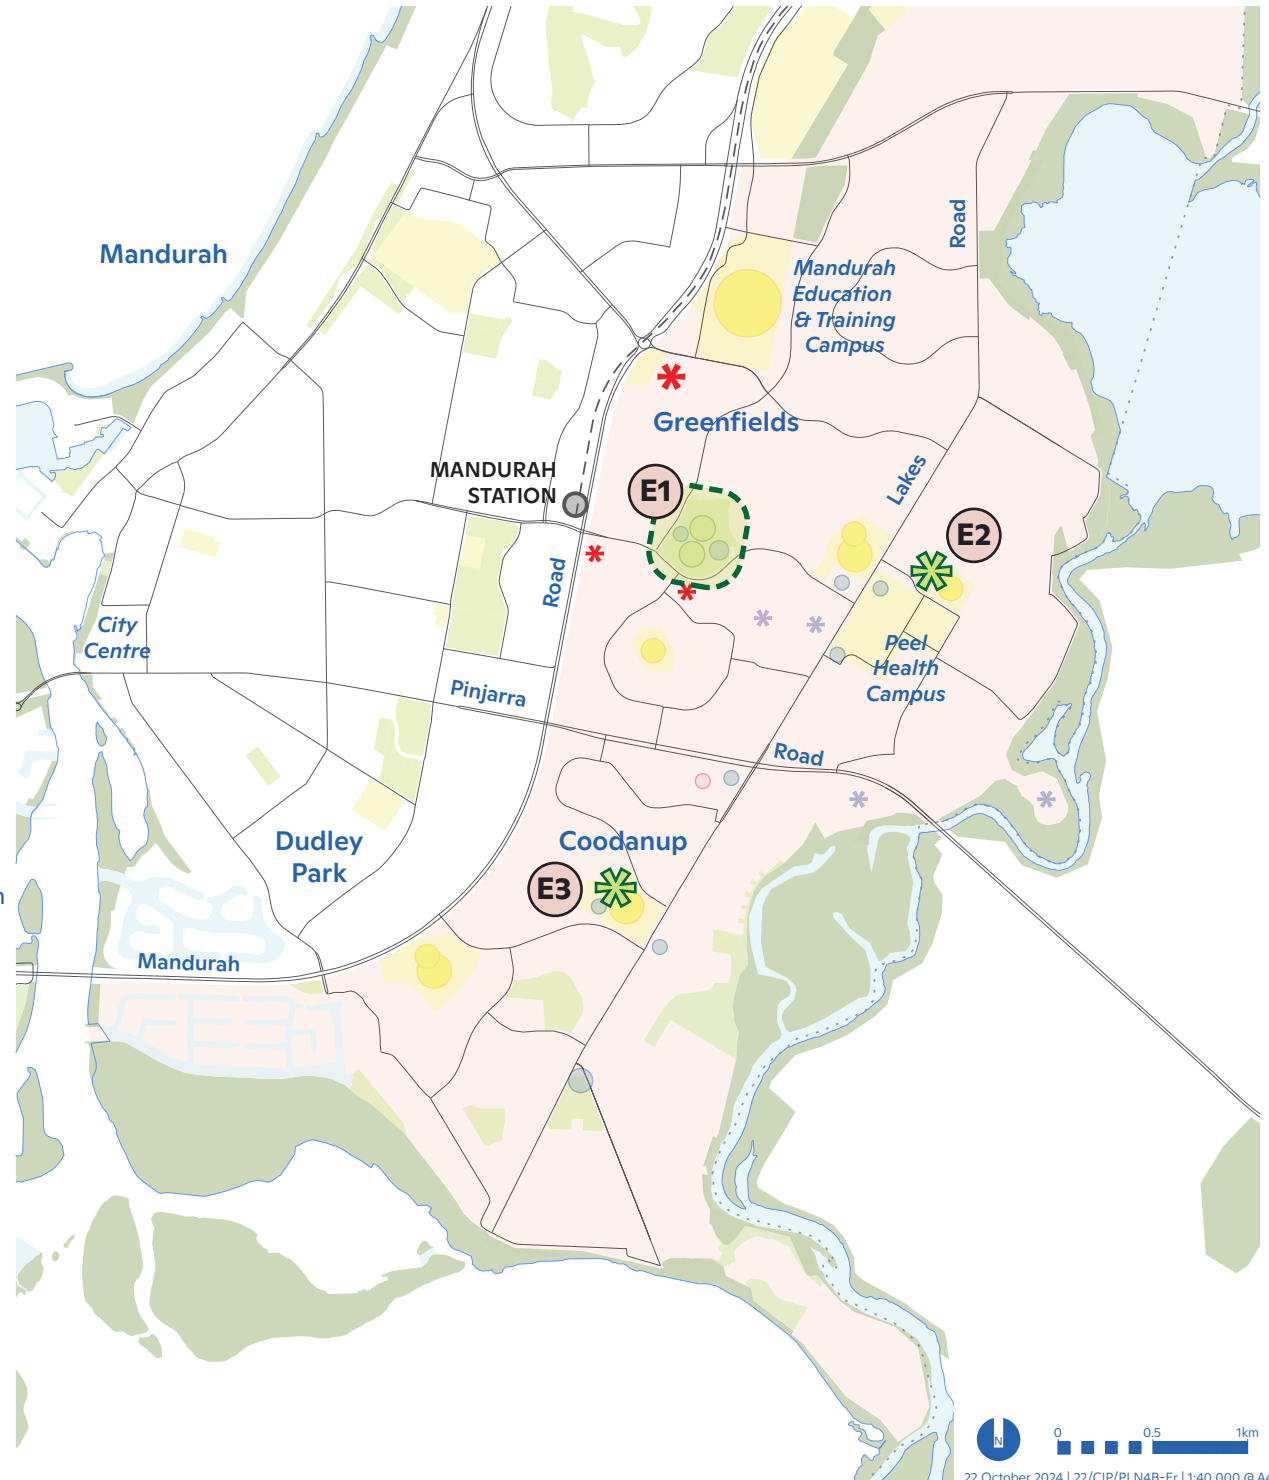 Mandurah
Road
Mandurah
Education
& Training
Campus
Greenfields
MANDURAH
STATION
E1
Lakes
E2
Road
City
Centre
Peel
Health
Campus
Pinjarra
Road
Dudley
Park
Coodanup
E3
Mandurah
N
0 0.5 1km